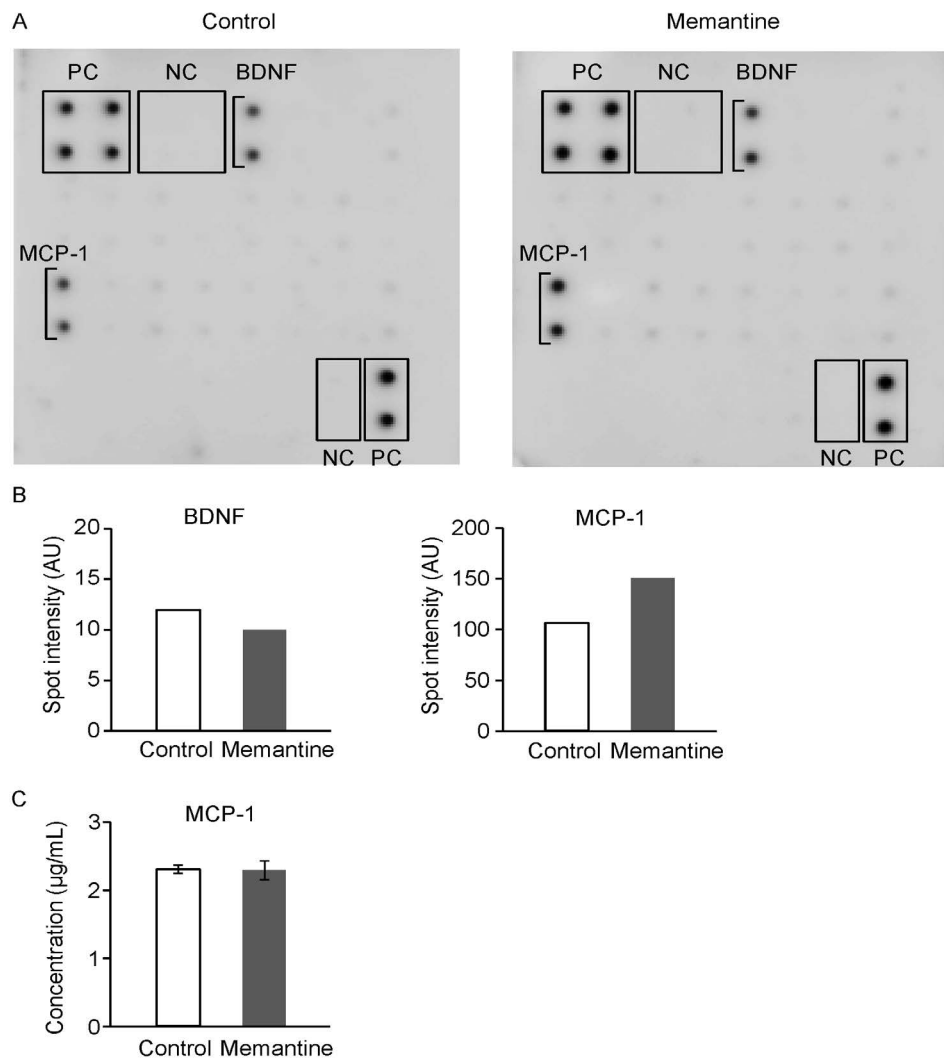 A
Control
Memantine
PC NC BDNF
PC NC BDNF
MCP-1
MCP-1
NC PC
NC PC
B
BDNF
20
15
10
5
0
Spot intensity (AU)
Control Memantine
MCP-1
200
150
100
50
0
Spot intensity (AU)
Control Memantine
C
MCP-1
3
2
1
0
Concentration (µg/mL)
Control Memantine